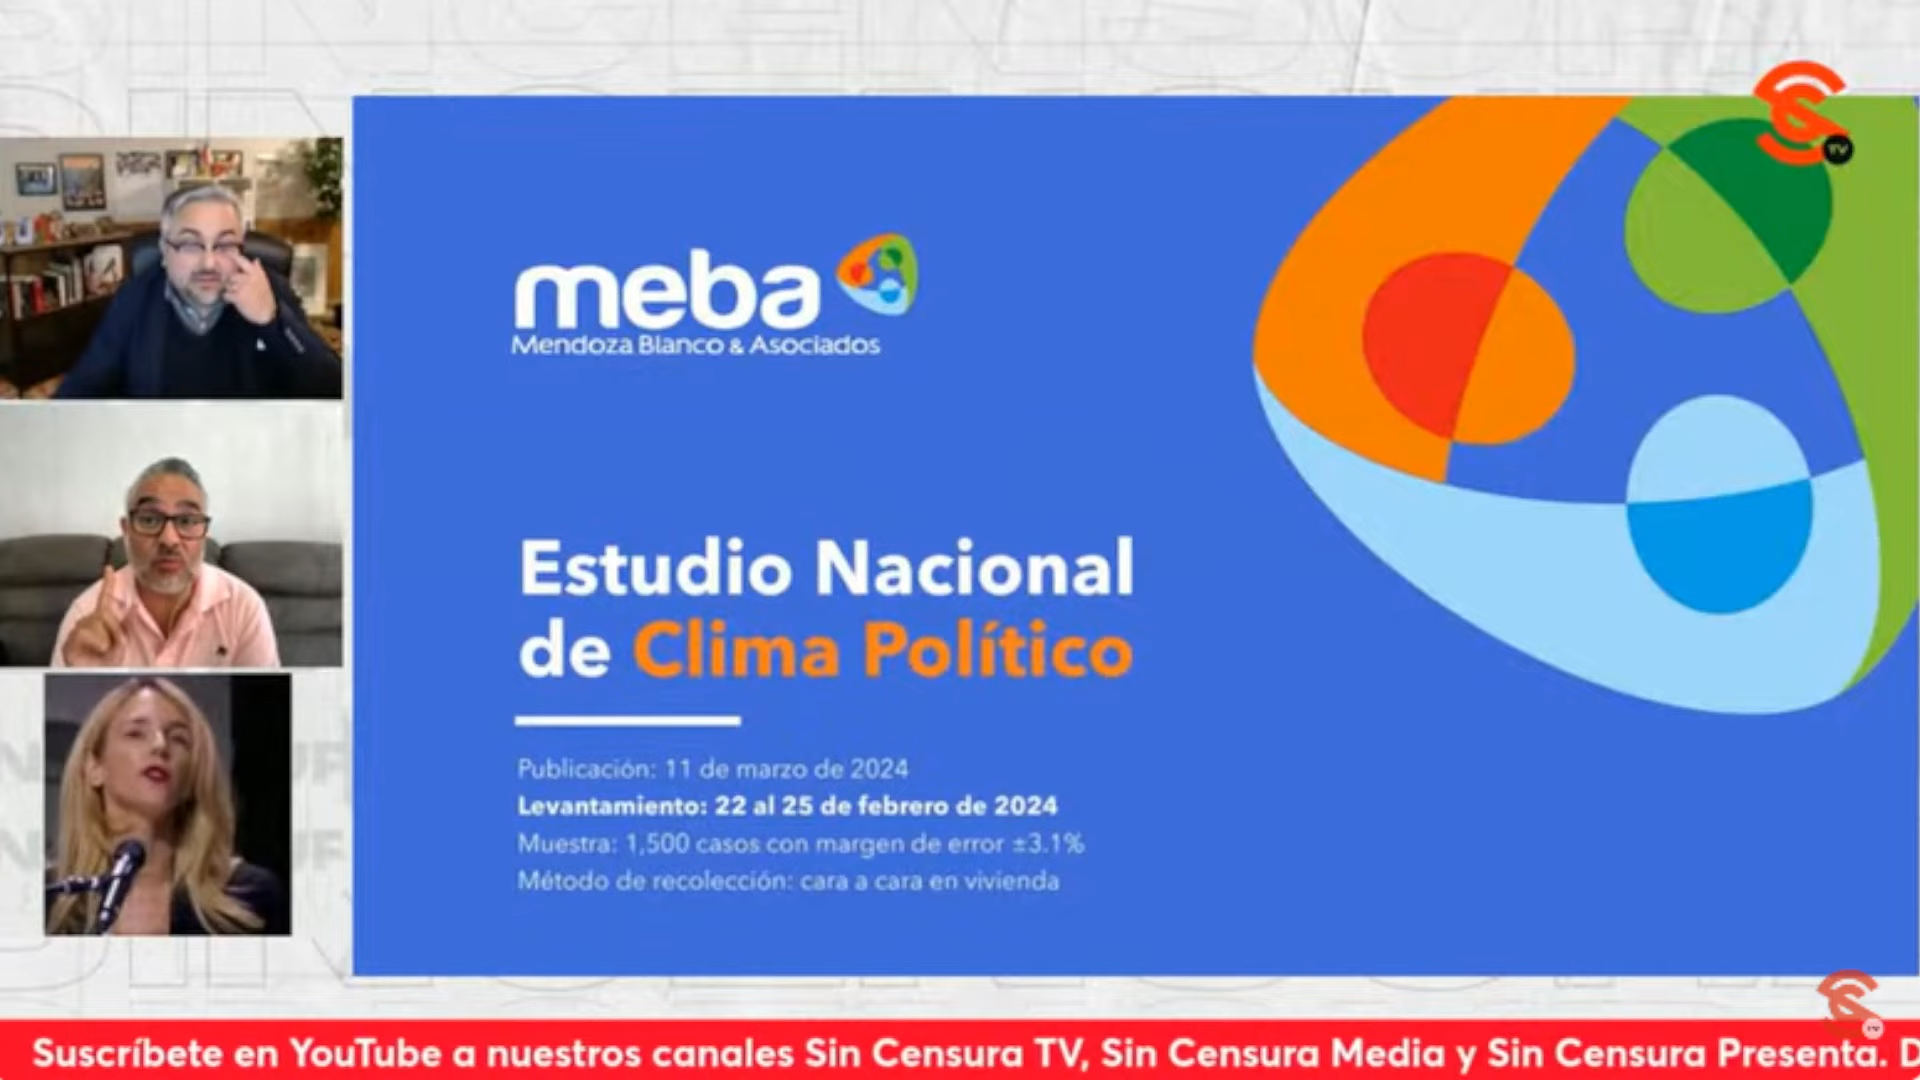 TV
meba
Mendoza Blanco & Asociados
Estudio Nacional
de Clima Político
Publicación: 11 de marzo de 2024
Levantamiento: 22 al 25 de febrero de 2024
Muestra: 1,500 casos con margen de error ±3.1%
Método de recolección: cara a cara en vivienda
TV
Suscríbete en YouTube a nuestros canales Sin Censura TV, Sin Censura Media y Sin Censura Presenta. D